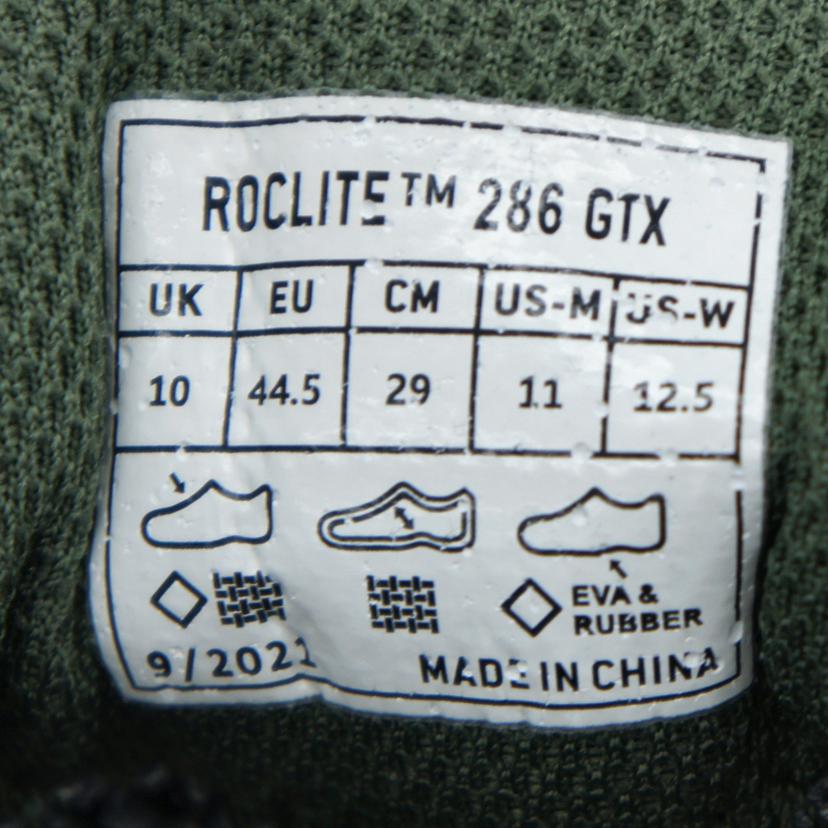 ROCLITE™ 286 GTX
UK EU CM US-M US-W
10 44.5 29 11 12.5
EVA &
RUBBER
9/2021 MADE IN CHINA